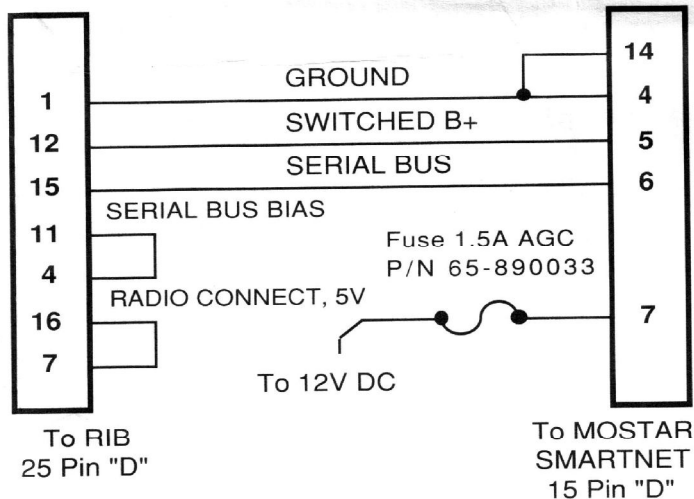 14
GROUND
1
4
SWITCHED B+
12
5
SERIAL BUS
15
6
SERIAL BUS BIAS
11
Fuse 1.5A AGC
4
P/N 65-890033
RADIO CONNECT, 5V
16
7
7
To 12V DC
To RIB
25 Pin "D"
To MOSTAR
SMARTNET
15 Pin "D"